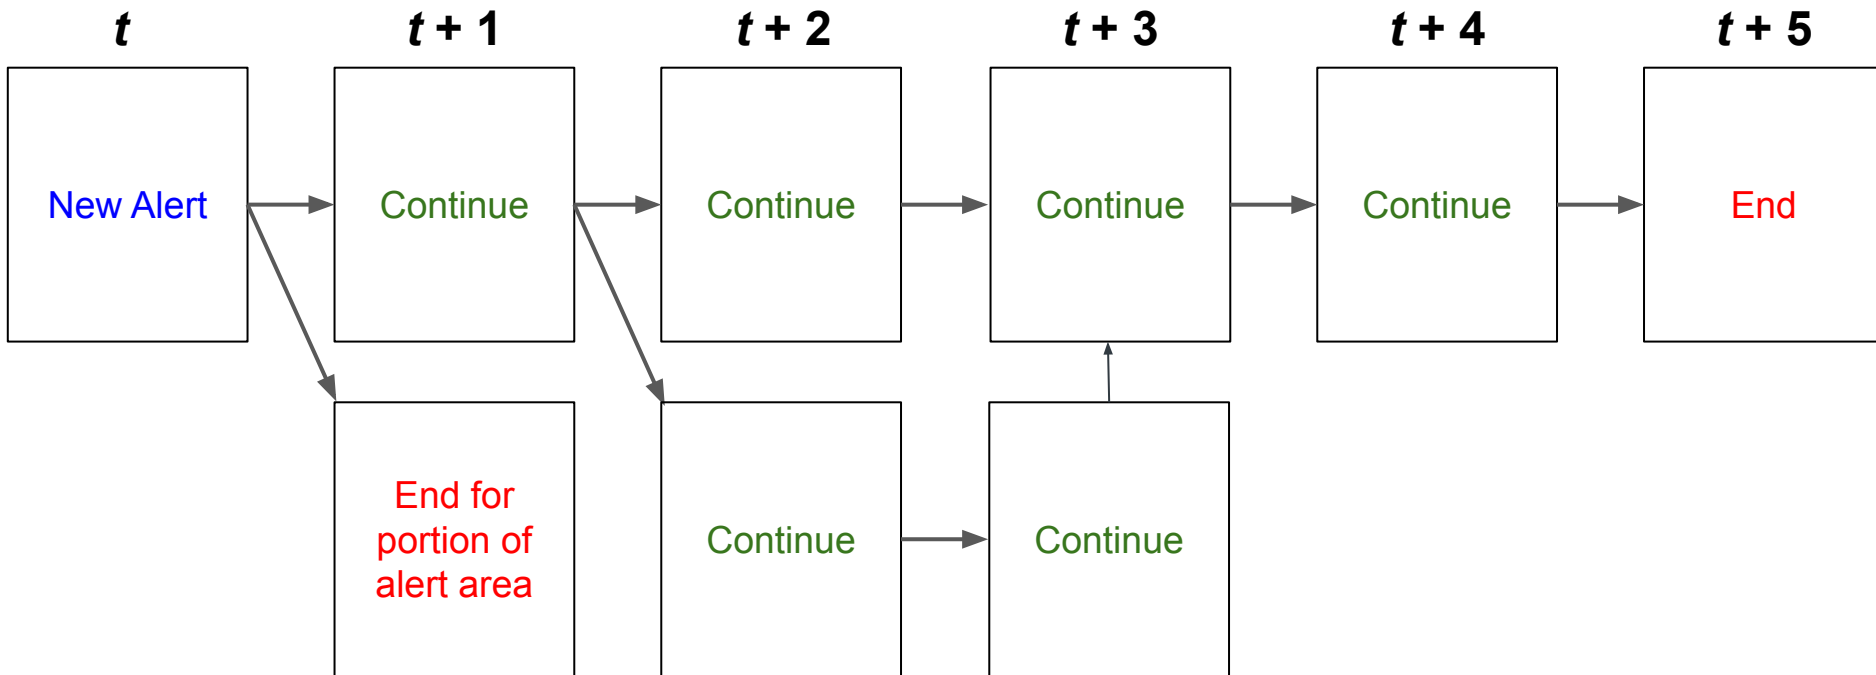 t
t + 1
t + 2
t + 3
t + 4
t + 5
New Alert
Continue
Continue
Continue
Continue
End
End for
portion of
alert area
Continue
Continue